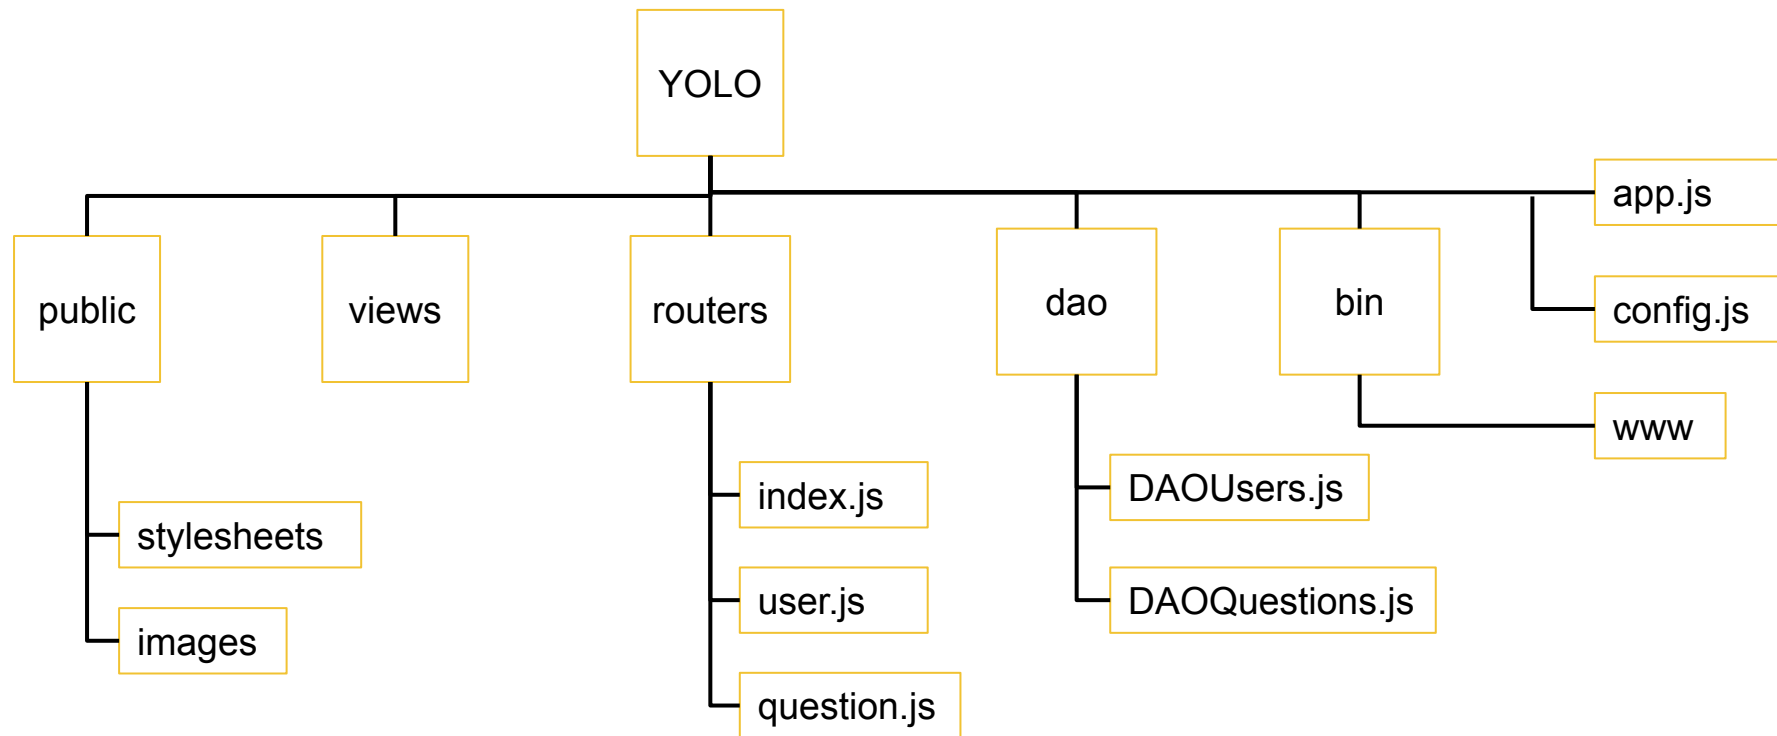 YOLO
app.js
public
views
routers
dao
bin
config.js
www
index.js
DAOUsers.js
stylesheets
user.js
DAOQuestions.js
images
question.js